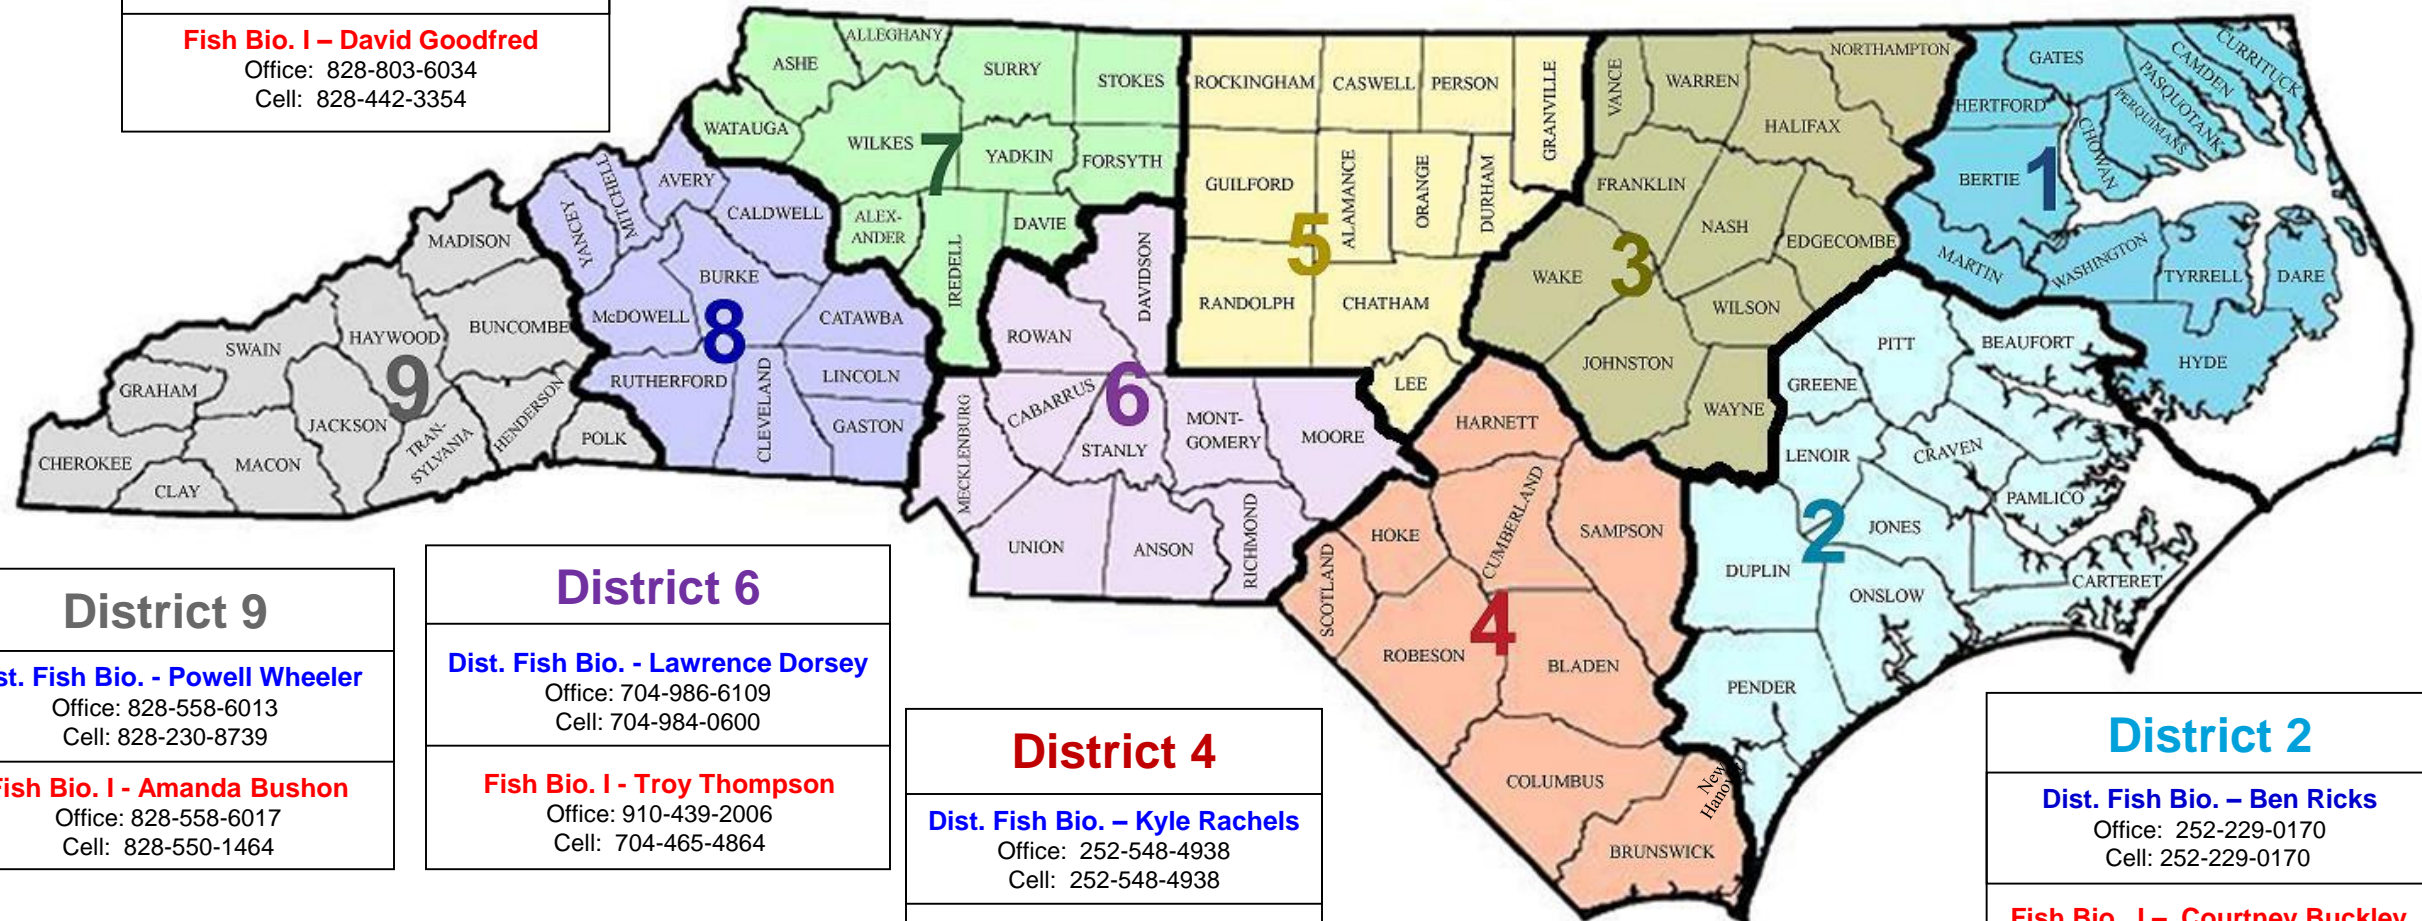 Fish Bio. I – David Goodfred
Office: 828-803-6034
Cell: 828-442-3354
ASHE
ALLEGHANY
SURRY
STOKES
WATAUGA
WILKES
YADKIN
FORSYTH
ALEX-
ANDER
IREDELL
DAVIE
7
ROCKINGHAM
CASWELL
PERSON
GRANVILLE
GUILFORD
ALAMANCE
ORANGE
DURHAM
RANDOLPH
CHATHAM
LEE
5
VANCE
WARREN
NORTHAMPTON
HALIFAX
FRANKLIN
NASH
EDGECOMBE
WAKE
WILSON
JOHNSTON
WAYNE
3
GATES
CURRITUCK
CAMDEN
PASQUOTANK
PERQUIMANS
CHOWAN
HERTFORD
BERTIE
MARTIN
WASHINGTON
TYRRELL
DARE
HYDE
1
MITCHELL
AVERY
YANCEY
CALDWELL
BURKE
McDOWELL
CATAWBA
RUTHERFORD
CLEVELAND
LINCOLN
GASTON
8
MADISON
BUNCOMBE
HAYWOOD
SWAIN
GRAHAM
JACKSON
TRAN-
SYLVANIA
HENDERSON
POLK
CHEROKEE
CLAY
MACON
9
DAVIDSON
ROWAN
CABARRUS
MECKLENBURG
STANLY
MONT-
GOMERY
MOORE
UNION
ANSON
RICHMOND
6
HARNETT
HOKE
CUMBERLAND
SAMPSON
SCOTLAND
ROBESON
BLADEN
COLUMBUS
BRUNSWICK
4
PITT
BEAUFORT
GREENE
LENOIR
CRAVEN
PAMLICO
JONES
DUPLIN
ONSLOW
CARTERET
PENDER
New
2
District 9
st. Fish Bio. - Powell Wheeler
Office: 828-558-6013
Cell: 828-230-8739
Fish Bio. I - Amanda Bushon
Office: 828-558-6017
Cell: 828-550-1464
District 6
Dist. Fish Bio. - Lawrence Dorsey
Office: 704-986-6109
Cell: 704-984-0600
Fish Bio. I - Troy Thompson
Office: 910-439-2006
Cell: 704-465-4864
District 4
Dist. Fish Bio. – Kyle Rachels
Office: 252-548-4938
Cell: 252-548-4938
District 2
Dist. Fish Bio. – Ben Ricks
Office: 252-229-0170
Cell: 252-229-0170
Fish Bio. I – Courtney Buckley